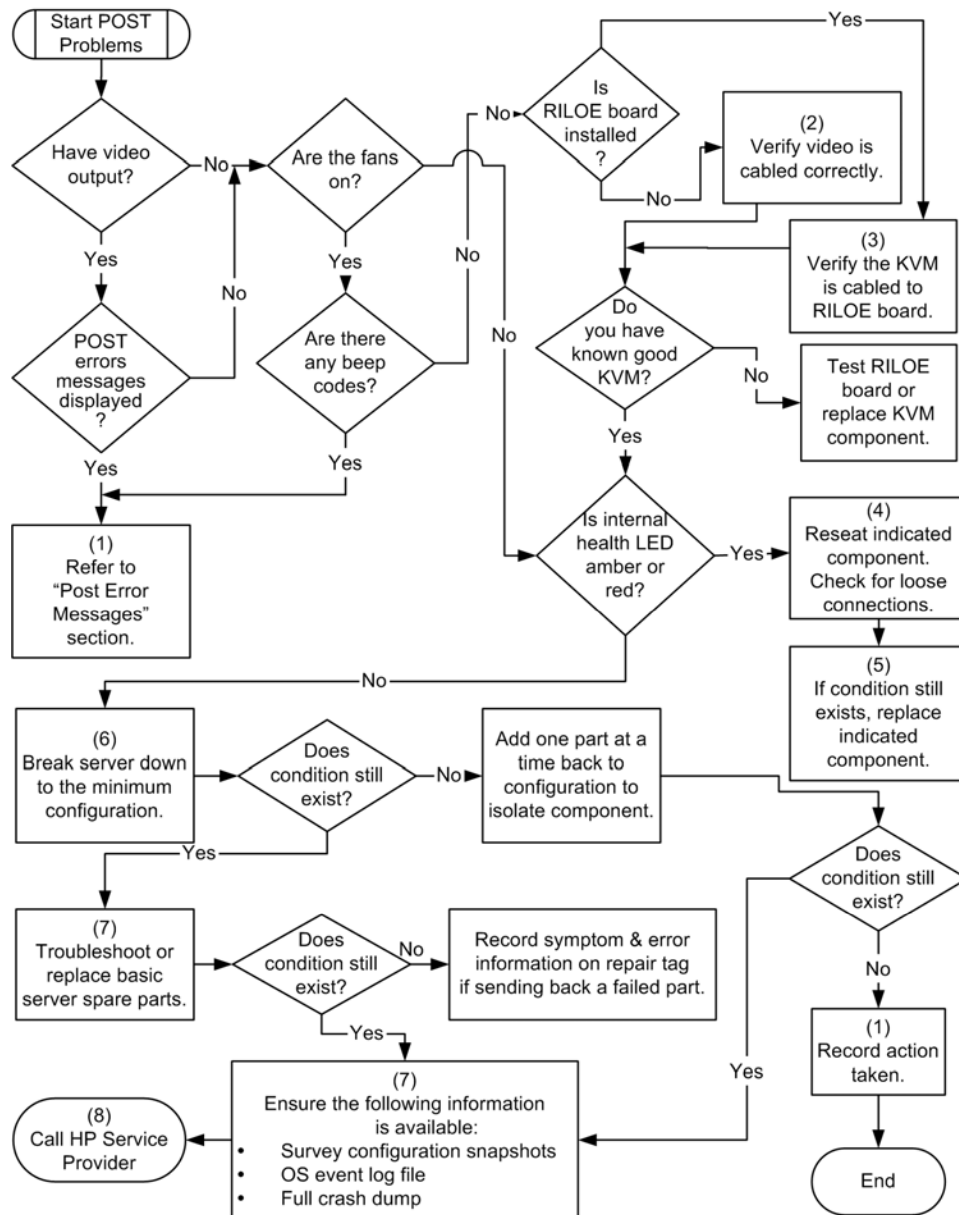 Start POST
Problems
Have video
output?
No
Yes
POST
errors
messages
displayed
?
No
Yes
(1)
Refer to
“Post Error
Messages”
section.
Are the fans
on?
No
Yes
Are there
any beep
codes?
No
No
Yes
Is
RILOE board
installed
?
Yes
No
(2)
Verify video is
cabled correctly.
(3)
Verify the KVM
is cabled to
RILOE board.
Do
you have
known good
KVM?
No
Yes
Test RILOE
board or
replace KVM
component.
Is internal
health LED
amber or
red?
Yes
No
(4)
Reseat indicated
component.
Check for loose
connections.
(5)
If condition still
exists, replace
indicated
component.
(6)
Break server down
to the minimum
configuration.
Does
condition still
exist?
No
Yes
Add one part at a
time back to
configuration to
isolate component.
Does
condition still
exist?
No
Yes
(7)
Troubleshoot or
replace basic
server spare parts.
Does
condition still
exist?
No
Yes
Record symptom & error
information on repair tag
if sending back a failed part.
(1)
Record action
taken.
End
(7)
Ensure the following information
is available:
• Survey configuration snapshots
• OS event log file
• Full crash dump
(8)
Call HP Service
Provider